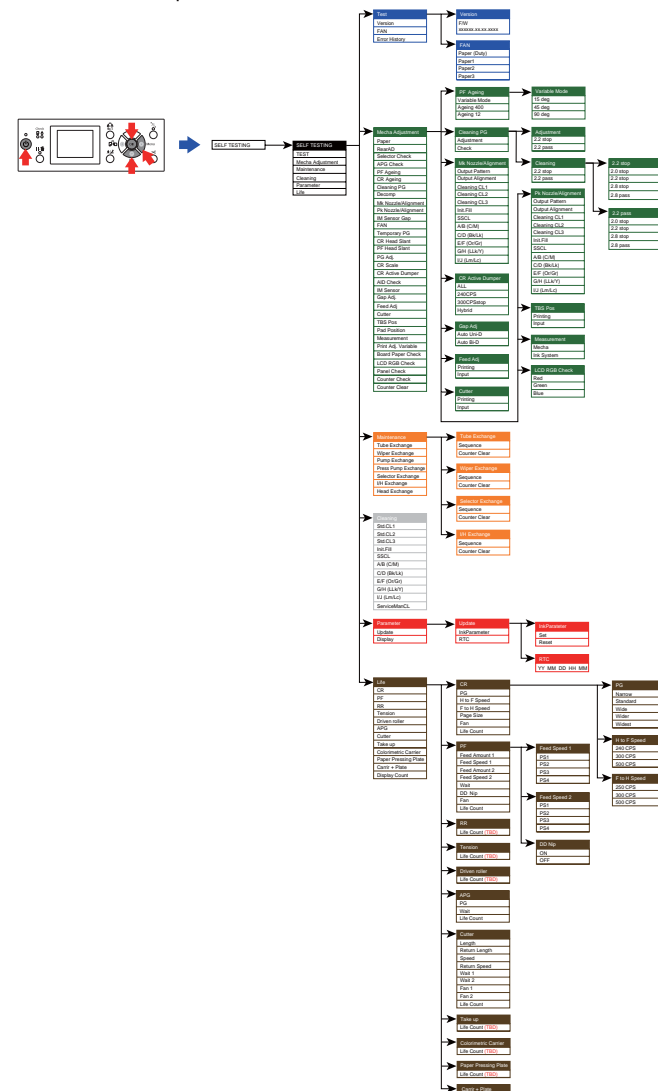 SELF TESTING
SELF TESTING
TEST
Mecha Adjustment
Maintenance
Cleaning
Parameter
Life
Test
Version
FAN
Error History
Version
F/W
xxxxxx.xx.xx.xxxx
FAN
Paper (Duty)
Paper1
Paper2
Paper3
Mecha Adjustment
Paper
RearAD
Selector Check
APG Check
PF Ageing
CR Ageing
Cleaning PG
Decomp
Mk Nozzle/Alignment
Pk Nozzle/Alignment
IM Sensor Gap
FAN
Temporary PG
CR Head Slant
PF Head Slant
PG Adj.
CR Scale
CR Active Dumper
AID Check
IM Sensor
Gap Adj.
Feed Adj
Cutter
TBS Pos
Pad Position
Measurement
Print Adj. Variable
Board Paper Check
LCD RGB Check
Panel Check
Counter Check
Counter Clear
PF Ageing
Variable Mode
Ageing 400
Ageing 12
Variable Mode
15 deg
45 deg
90 deg
Cleaning PG
Adjustment
Check
Adjustment
2.2 stop
2.2 pass
Cleaning
2.2 stop
2.2 pass
2.2 stop
2.0 stop
2.2 stop
2.8 stop
2.8 pass
2.2 pass
2.0 stop
2.2 stop
2.8 stop
2.8 pass
Mk Nozzle/Alignment
Output Pattern
Output Alignment
Cleaning CL1
Cleaning CL2
Cleaning CL3
Init.Fill
SSCL
A/B (C/M)
C/D (Bk/Lk)
E/F (Or/Gr)
G/H (LLk/Y)
I/J (Lm/Lc)
Pk Nozzle/Alignment
Output Pattern
Output Alignment
Cleaning CL1
Cleaning CL2
Cleaning CL3
Init.Fill
SSCL
A/B (C/M)
C/D (Bk/Lk)
E/F (Or/Gr)
G/H (LLk/Y)
I/J (Lm/Lc)
CR Active Dumper
ALL
240CPS
300CPSstop
Hybrid
TBS Pos
Printing
Input
Gap Adj
Auto Uni-D
Auto Bi-D
Measurement
Mecha
Ink System
Feed Adj
Printing
Input
LCD RGB Check
Red
Green
Blue
Cutter
Printing
Input
Maintenance
Tube Exchange
Wiper Exchange
Pump Exchange
Press Pump Exchange
Selector Exchange
I/H Exchange
Head Exchange
Tube Exchange
Sequence
Counter Clear
Wiper Exchange
Sequence
Counter Clear
Selector Exchange
Sequence
Counter Clear
I/H Exchange
Sequence
Counter Clear
Cleaning
Std.CL1
Std.CL2
Std.CL3
Init.Fill
SSCL
A/B (C/M)
C/D (Bk/Lk)
E/F (Or/Gr)
G/H (LLk/Y)
I/J (Lm/Lc)
ServiceManCL
Parameter
Update
Display
Update
InkParameter
RTC
InkParameter
Set
Reset
RTC
YY MM DD HH MM
Life
CR
PF
RR
Tension
Driven roller
APG
Cutter
Take up
Colorimetric Carrier
Paper Pressing Plate
Carrir + Plate
Display Count
CR
PG
H to F Speed
F to H Speed
Page Size
Fan
Life Count
PG
Narrow
Standard
Wide
Wider
Widest
H to F Speed
240 CPS
300 CPS
500 CPS
F to H Speed
250 CPS
300 CPS
500 CPS
PF
Feed Amount 1
Feed Speed 1
Feed Amount 2
Feed Speed 2
Wait
DD Nip
Fan
Life Count
Feed Speed 1
PS1
PS2
PS3
PS4
Feed Speed 2
PS1
PS2
PS3
PS4
DD Nip
ON
OFF
RR
Life Count (TBD)
Tension
Life Count (TBD)
Driven roller
Life Count (TBD)
APG
PG
Wait
Life Count
Cutter
Length
Return Length
Speed
Return Speed
Wait 1
Wait 2
Fan 1
Fan 2
Life Count
Take up
Life Count (TBD)
Colorimetric Carrier
Life Count (TBD)
Paper Pressing Plate
Life Count (TBD)
Carrir + Plate